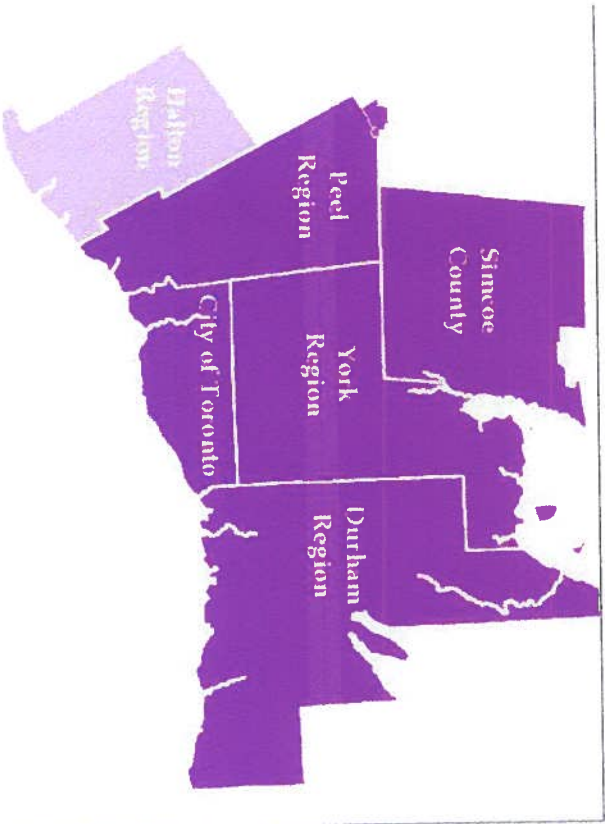 Simcoe
County
Peel
Region
York
Region
Durham
Region
Halton
Region
City of Toronto